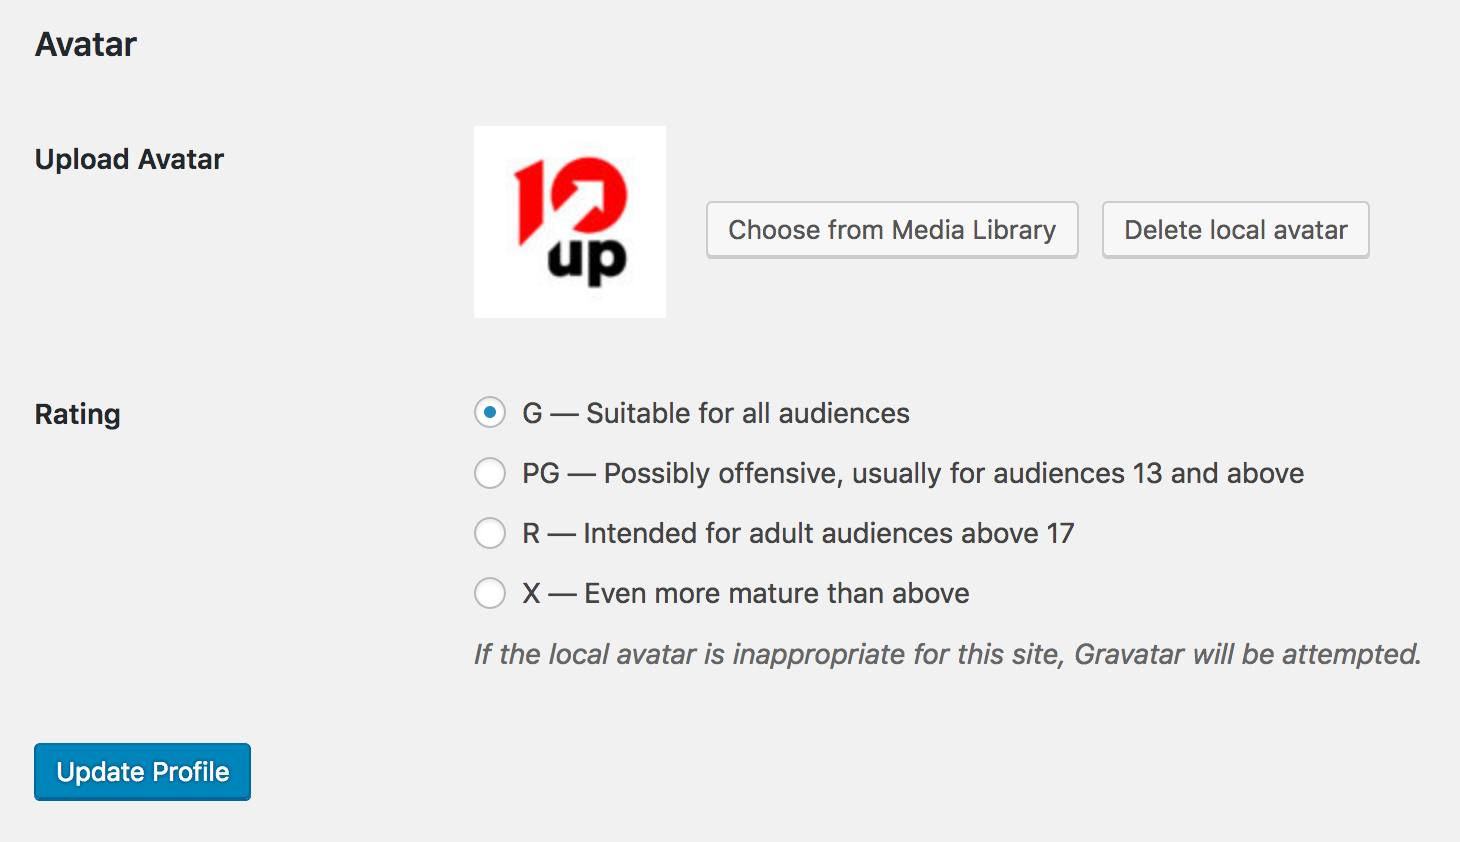 Avatar
Upload Avatar
10
up
Choose from Media Library
Delete local avatar
Rating
G — Suitable for all audiences
PG — Possibly offensive, usually for audiences 13 and above
R — Intended for adult audiences above 17
X — Even more mature than above
If the local avatar is inappropriate for this site, Gravatar will be attempted.
Update Profile